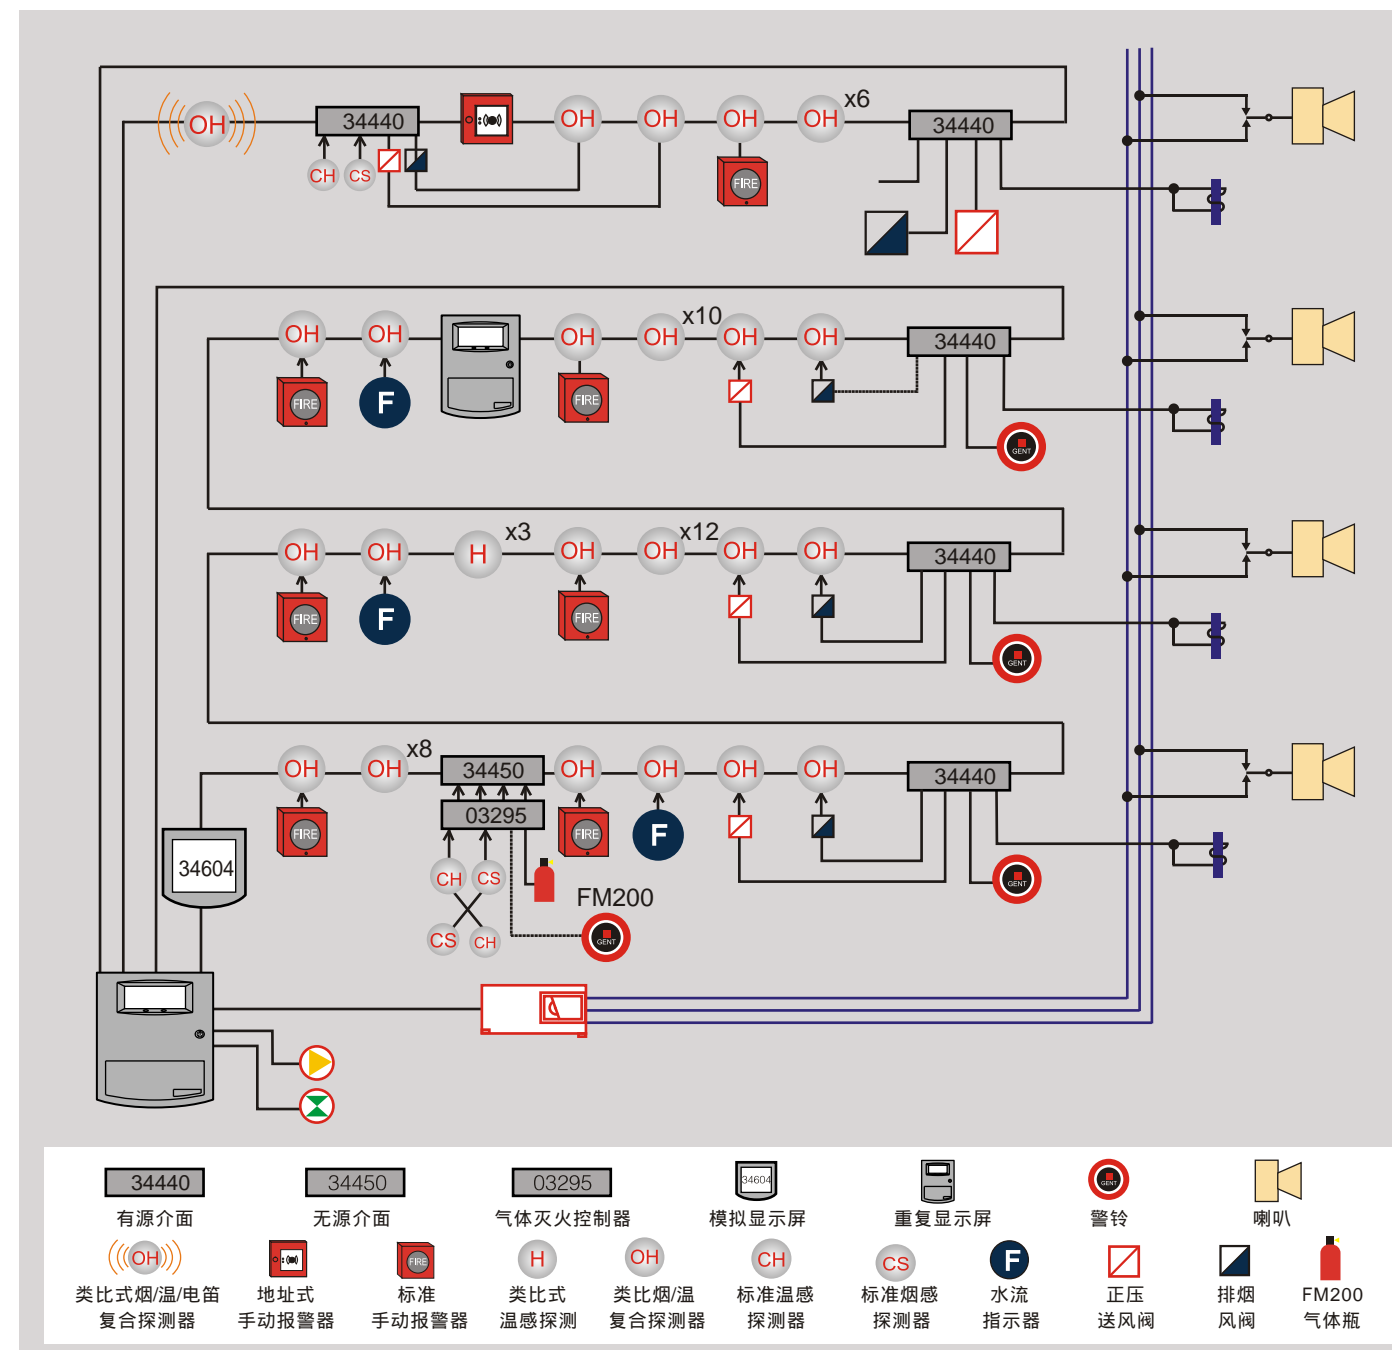 OH 34440 OH OH OH OH x6 34440
CH CS
FIRE
OH OH OH OH x10 OH OH 34440
FIRE F FIRE
GENT
OH OH H x3 OH OH x12 OH OH 34440
FIRE F FIRE
GENT
OH OH x8 34450 OH OH OH OH 34440
FIRE 03295 FIRE F
34604
CH CS
GENT
FM200
CS CH GENT
34440 34450 03295 34604 GENT
有源介面 无源介面 气体灭火控制器 模拟显示屏 重复显示屏 警铃 喇叭
OH FIRE H OH CH CS F
类比式烟/温/电笛 地址式 标准 类比式 类比烟/温 标准温感 标准烟感 水流 正压 排烟 FM200
复合探测器 手动报警器 手动报警器 温感探测 复合探测器 探测器 探测器 指示器 送风阀 风阀 气体瓶